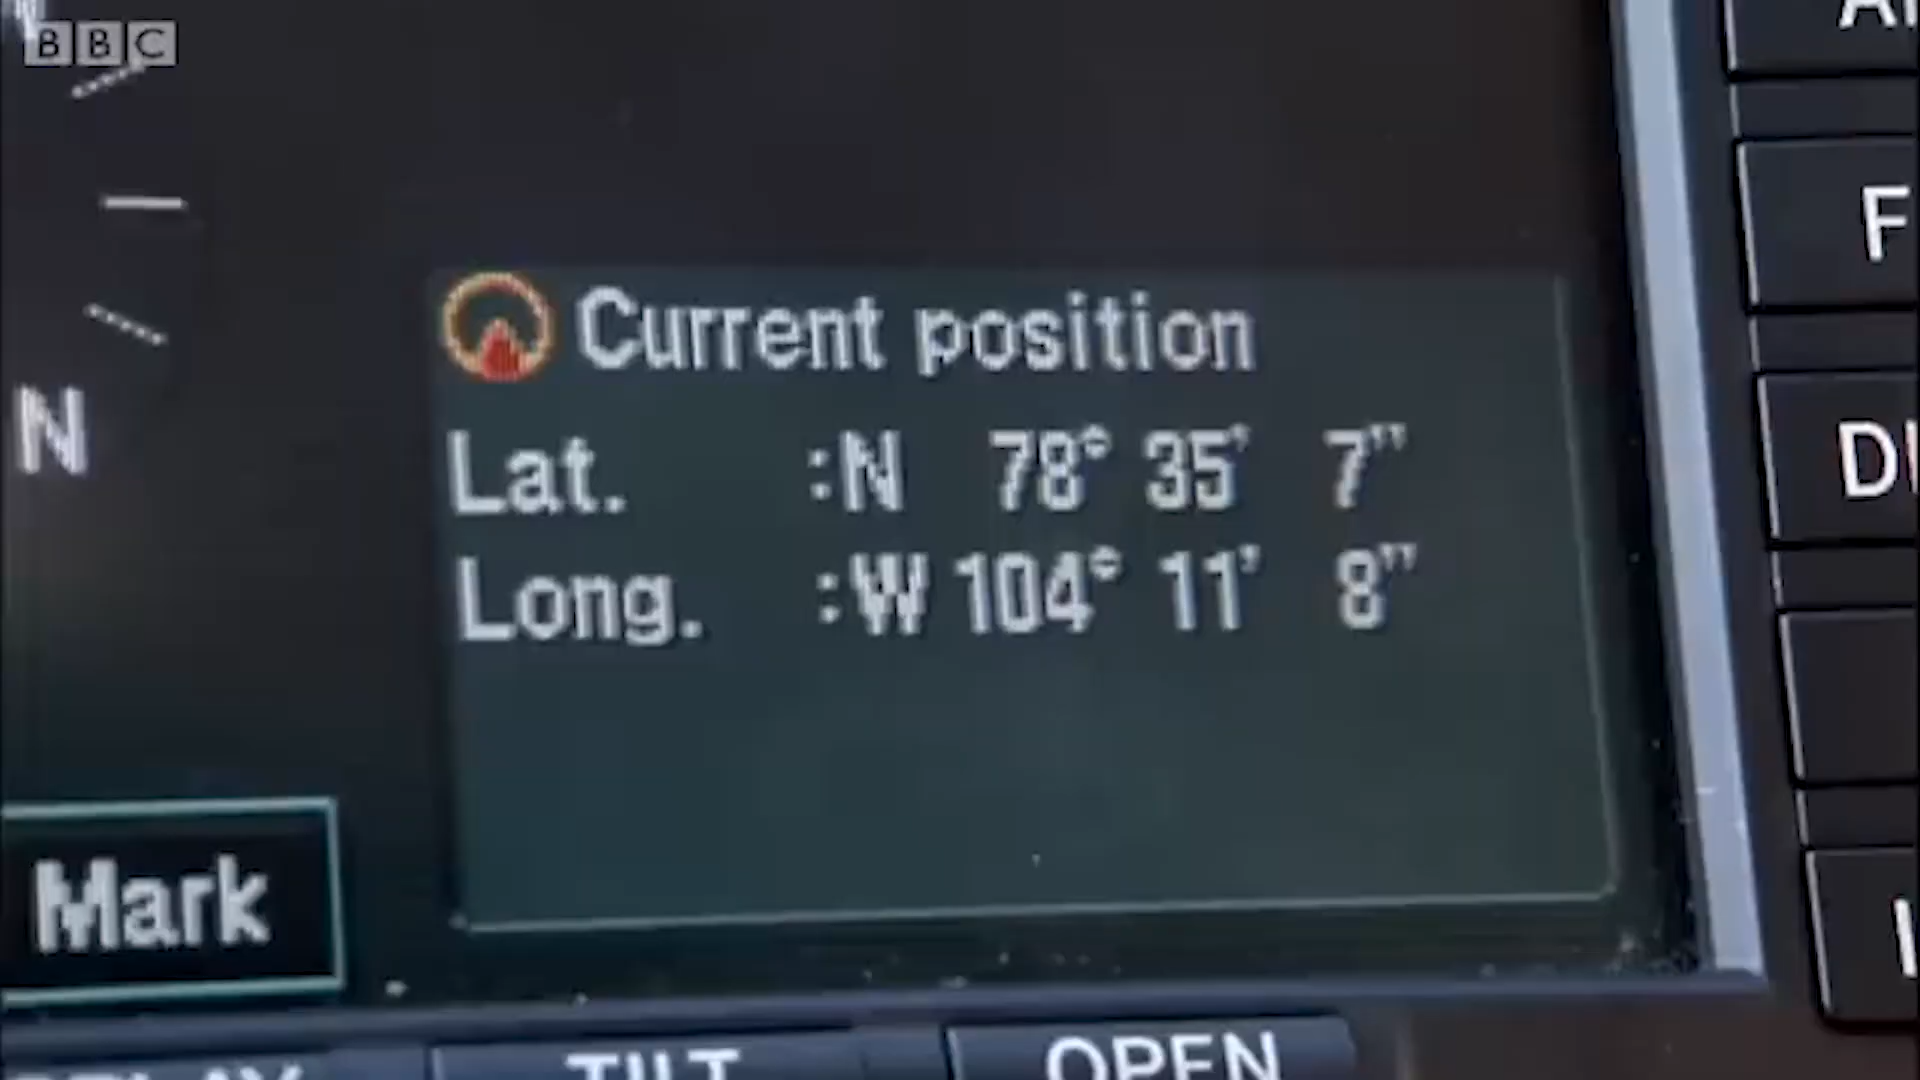 BBC
Current position
Lat. :N 78° 35' 7"
Long. :W 104° 11' 8"
N
Mark
TILT
OPEN